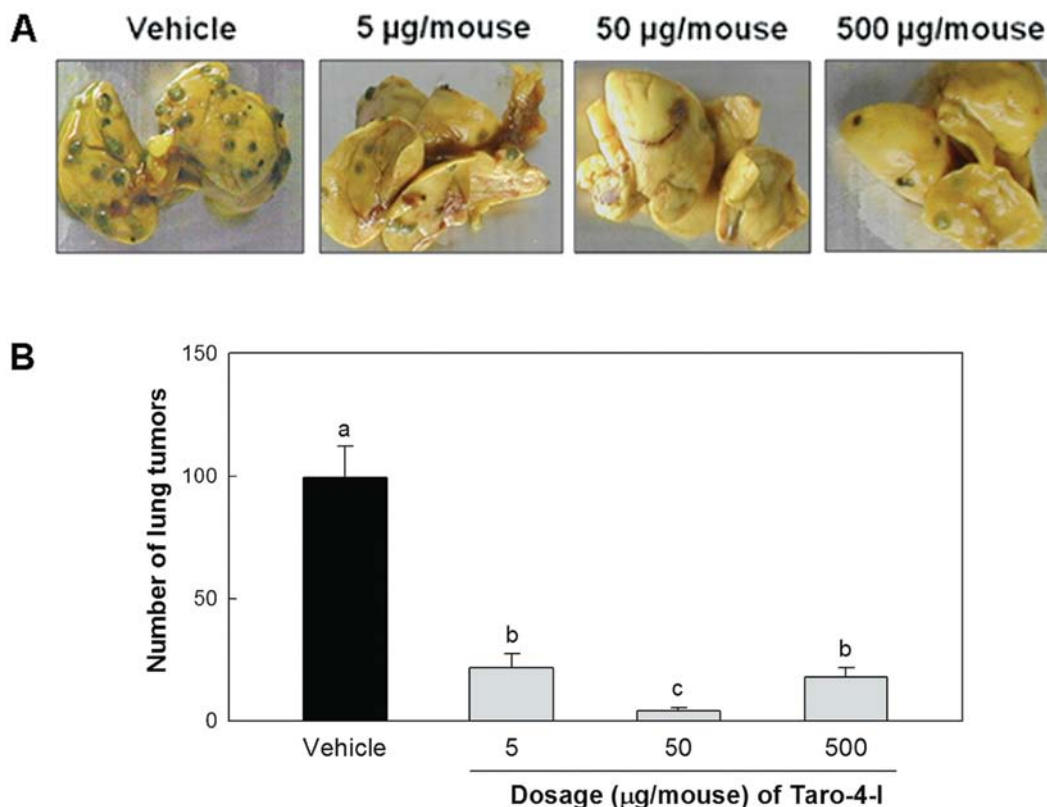 A
Vehicle 5 µg/mouse 50 µg/mouse 500 µg/mouse
B
Number of lung tumors
150
100
50
0
a
b
c
b
Vehicle 5 50 500
Dosage (µg/mouse) of Taro-4-I